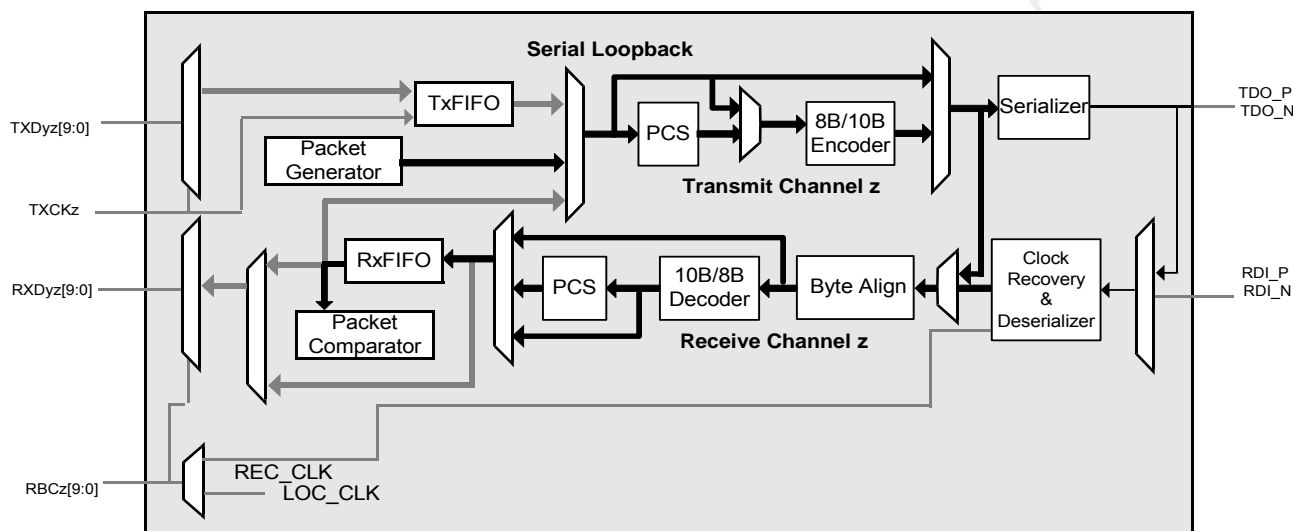 Serial Loopback
TXDyz[9:0]
TxFIFO
Packet
Generator
PCS
8B/10B
Encoder
Serializer
TDO_P
TDO_N
Transmit Channel z
TXCKz
RXDyz[9:0]
RxFIFO
Packet
Comparator
PCS
10B/8B
Decoder
Byte Align
Clock
Recovery
&
Deserializer
RDI_P
RDI_N
Receive Channel z
RBCz[9:0]
REC_CLK
LOC_CLK